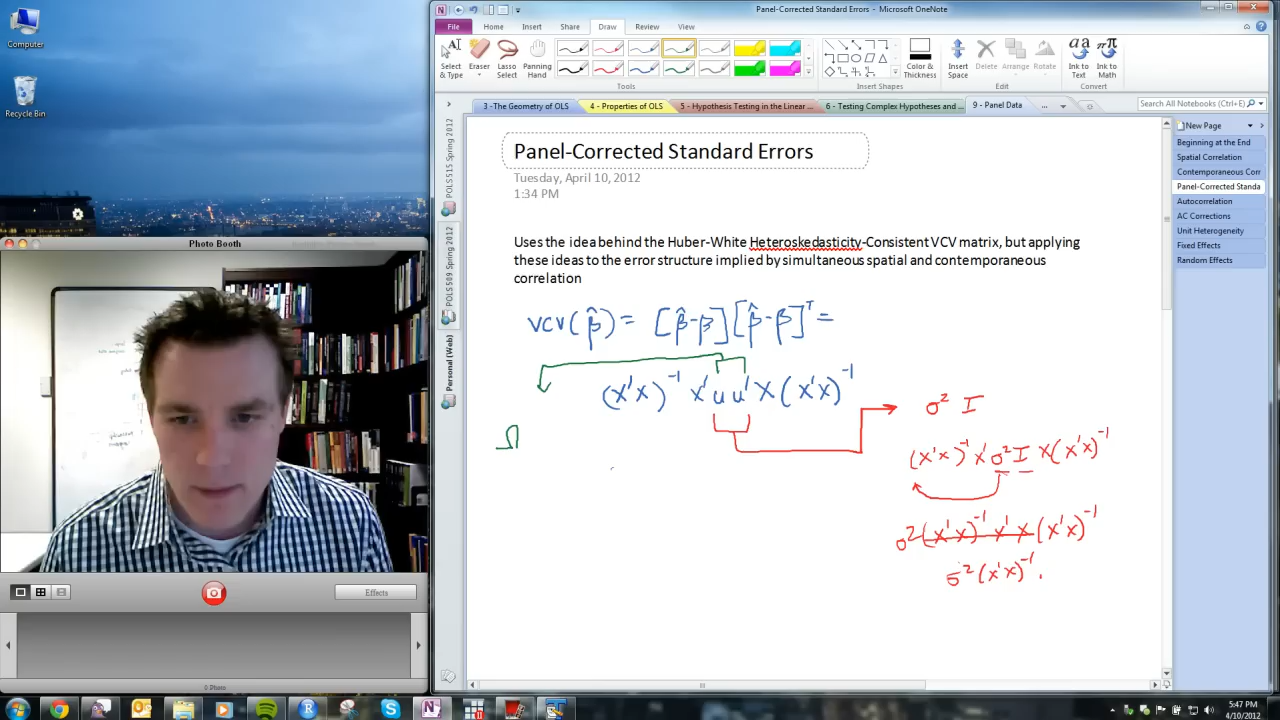 Panel-Corrected Standard Errors - Microsoft OneNote
File Home Insert Share Draw Review View
Computer
Recycle Bin
Select & Type
Eraser
Lasso Select
Panning Hand
Color & Thickness
Insert Space
Delete
Arrange
Rotate
Ink to Text
Ink to Math
Tools
Insert Shapes
Edit
Convert
3 -The Geometry of OLS
4 - Properties of OLS
5 - Hypothesis Testing in the Linear ...
6 - Testing Complex Hypotheses and ...
9 - Panel Data
...
Search All Notebooks (Ctrl+E)
New Page
Beginning at the End
Spatial Correlation
Contemporaneous Corr
Panel-Corrected Standa
Autocorrelation
AC Corrections
Unit Heterogeneity
Fixed Effects
Random Effects
POLS 515 Spring 2012
POLS 509 Spring 2012
Personal (Web)
Panel-Corrected Standard Errors
Tuesday, April 10, 2012
1:34 PM
Uses the idea behind the Huber-White Heteroskedasticity-Consistent VCV matrix, but applying
these ideas to the error structure implied by simultaneous spatial and contemporaneous
correlation
VCV(β̂) = [β̂-β][β̂-β]ᵀ =
(X'X)⁻¹ X'uu'X(X'X)⁻¹
Ω
σ² I
(X'X)⁻¹X'σ²I X(X'X)⁻¹
σ²(X'X)⁻¹X'X(X'X)⁻¹
σ²(X'X)⁻¹.
Photo Booth
Effects
0 Photo
5:47 PM
4/10/2012